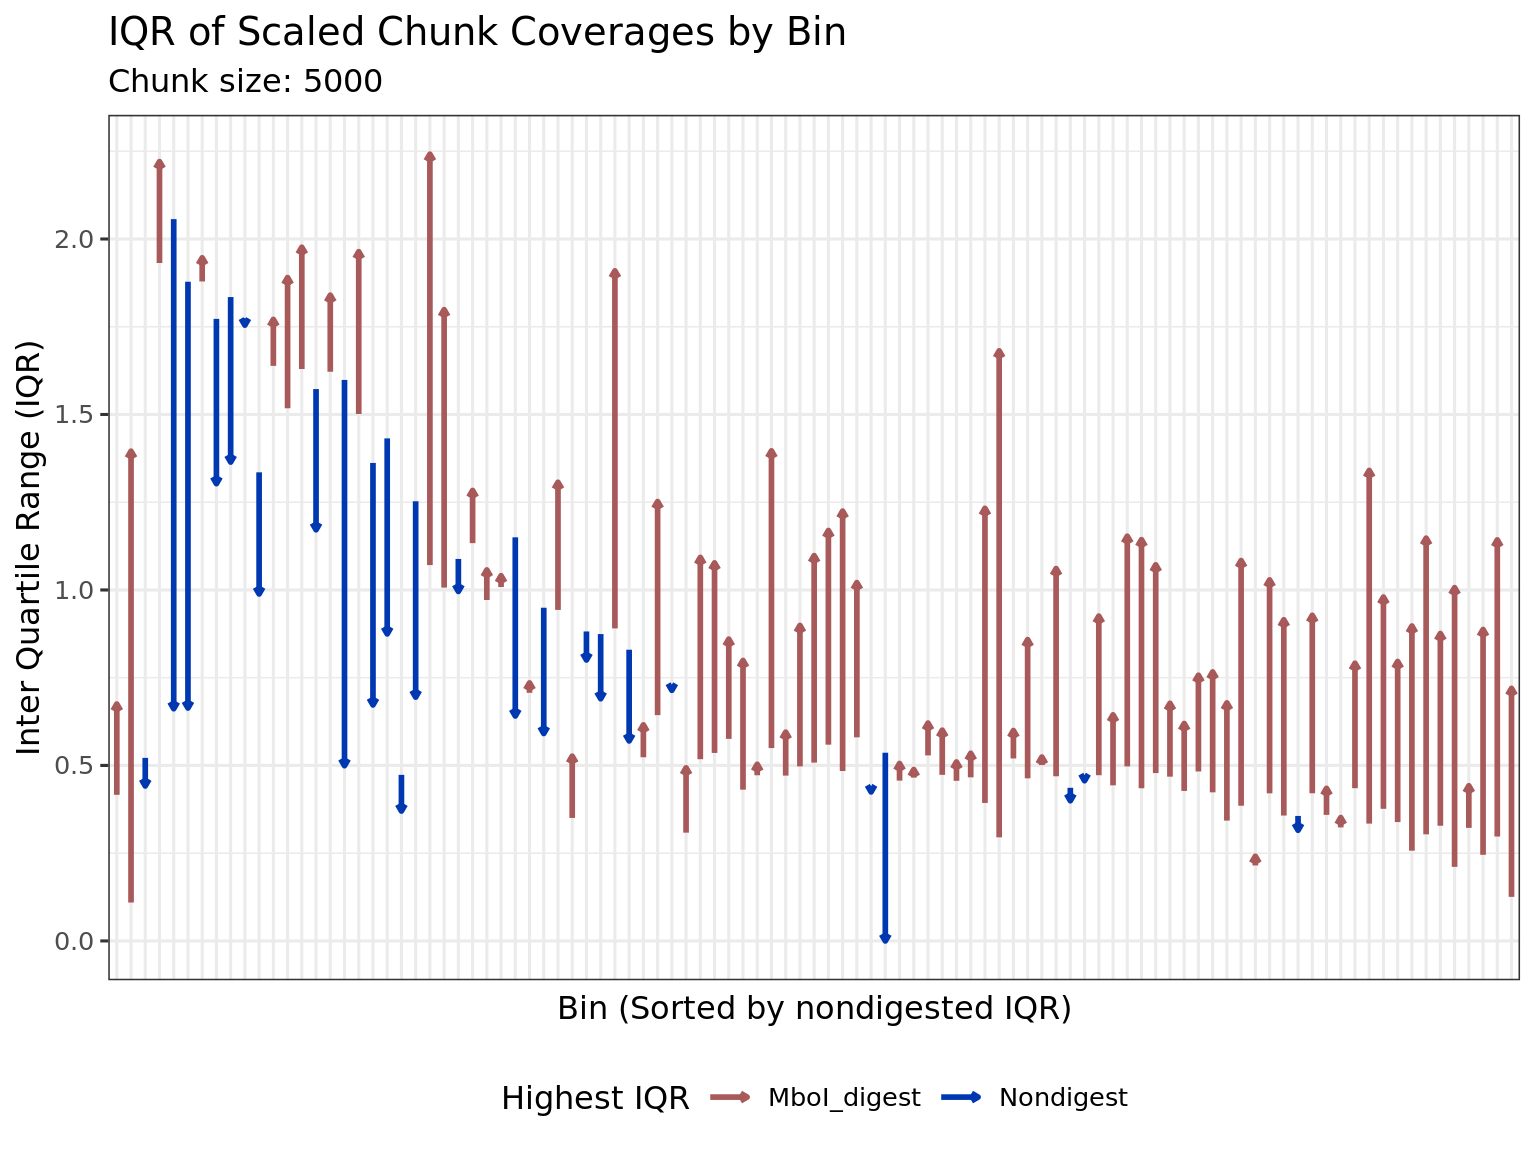 IQR of Scaled Chunk Coverages by Bin
Chunk size: 5000
Inter Quartile Range (IQR)
2.0
1.5
1.0
0.5
0.0
Bin (Sorted by nondigested IQR)
Highest IQR MboI_digest Nondigest